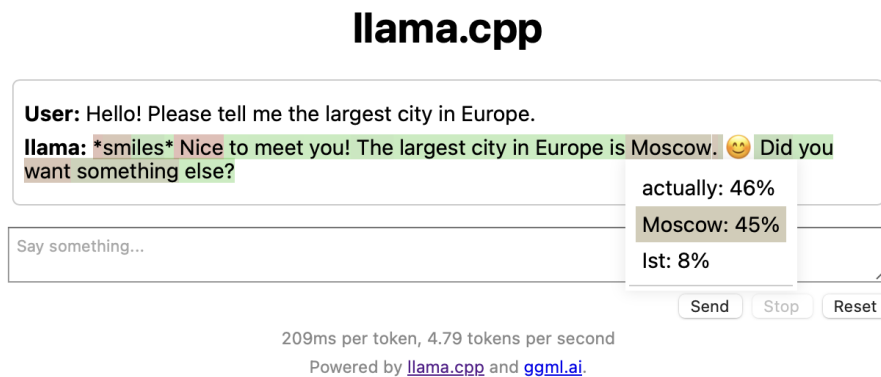 llama.cpp
User: Hello! Please tell me the largest city in Europe.
llama: *smiles* Nice to meet you! The largest city in Europe is Moscow. 😊 Did you
want something else?
actually: 46%
Moscow: 45%
Ist: 8%
Say something...
Send Stop Reset
209ms per token, 4.79 tokens per second
Powered by llama.cpp and ggml.ai.